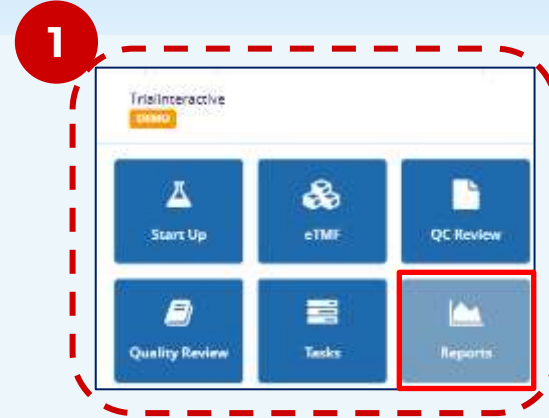 1
TrialInteractive
DEMO
Start Up
eTMF
QC Review
Quality Review
Tasks
Reports